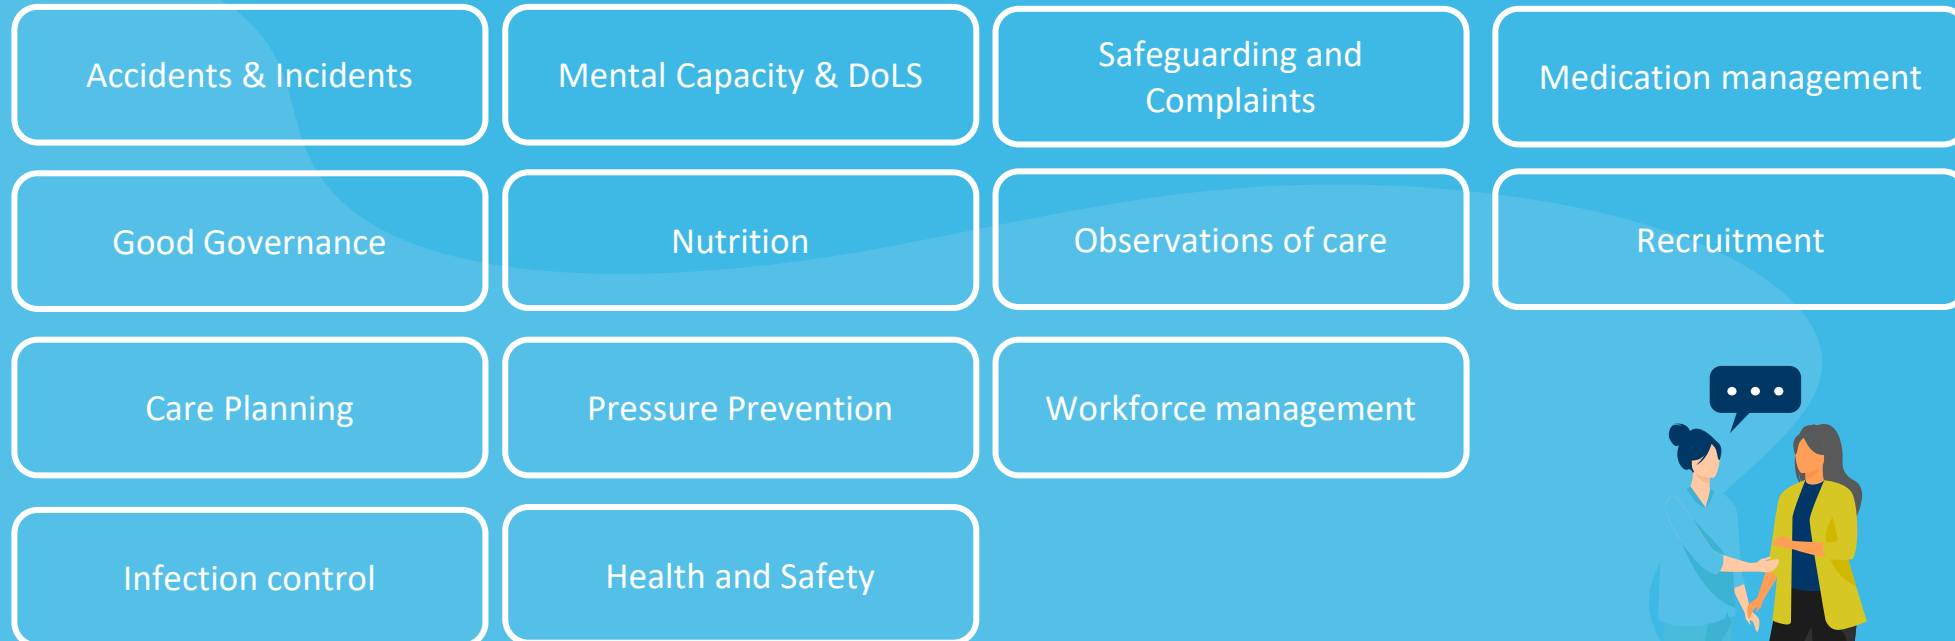 Accidents & Incidents
Mental Capacity & DoLS
Safeguarding and
Complaints
Medication management
Good Governance
Nutrition
Observations of care
Recruitment
Care Planning
Pressure Prevention
Workforce management
Infection control
Health and Safety